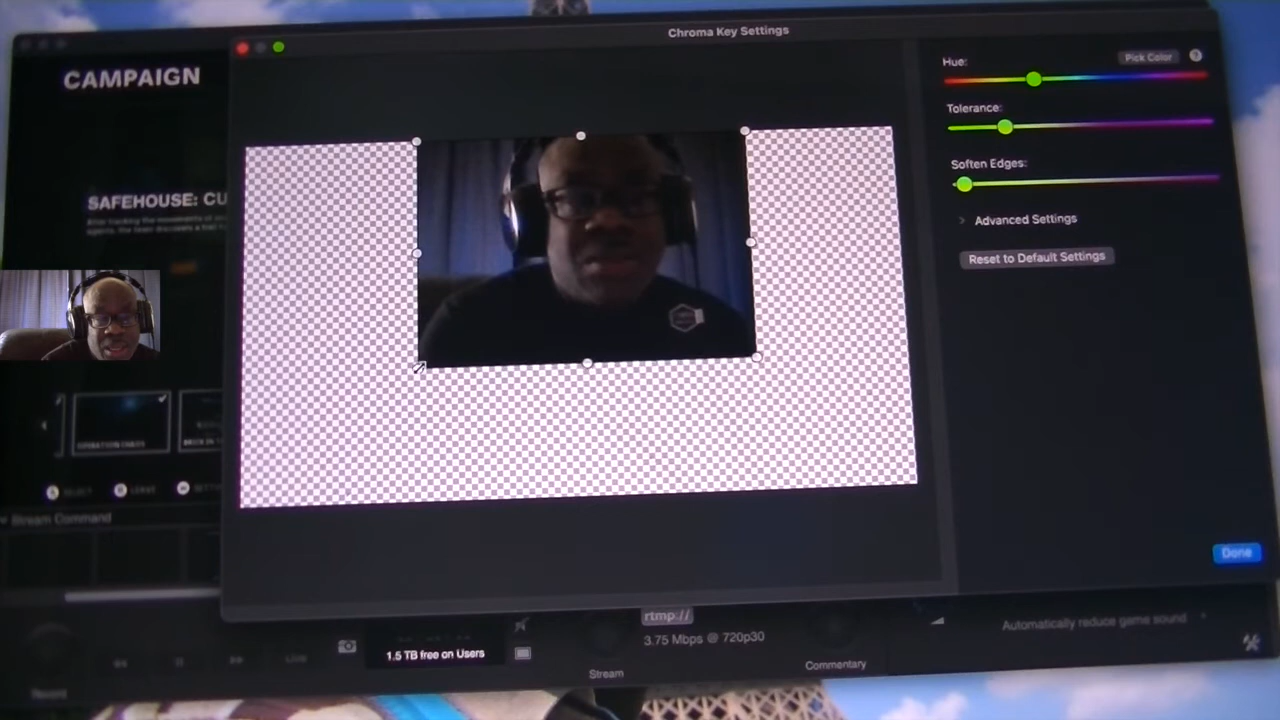 Chroma Key Settings
CAMPAIGN
Hue:
Pick Color
?
Tolerance:
SAFEHOUSE: CU
Soften Edges:
Advanced Settings
Reset to Default Settings
Stream Command
Done
rtmp://
3.75 Mbps @ 720p30
Automatically reduce game sound
1.5 TB free on Users
Live
Stream
Commentary
Record